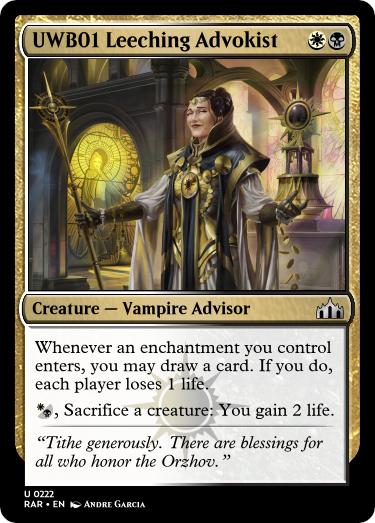 UWB01 Leeching Advokist
Creature — Vampire Advisor
Whenever an enchantment you control
enters, you may draw a card. If you do,
each player loses 1 life.
, Sacrifice a creature: You gain 2 life.
“Tithe generously. There are blessings for
all who honor the Orzhov.”
U 0222
RAR • EN Andre Garcia